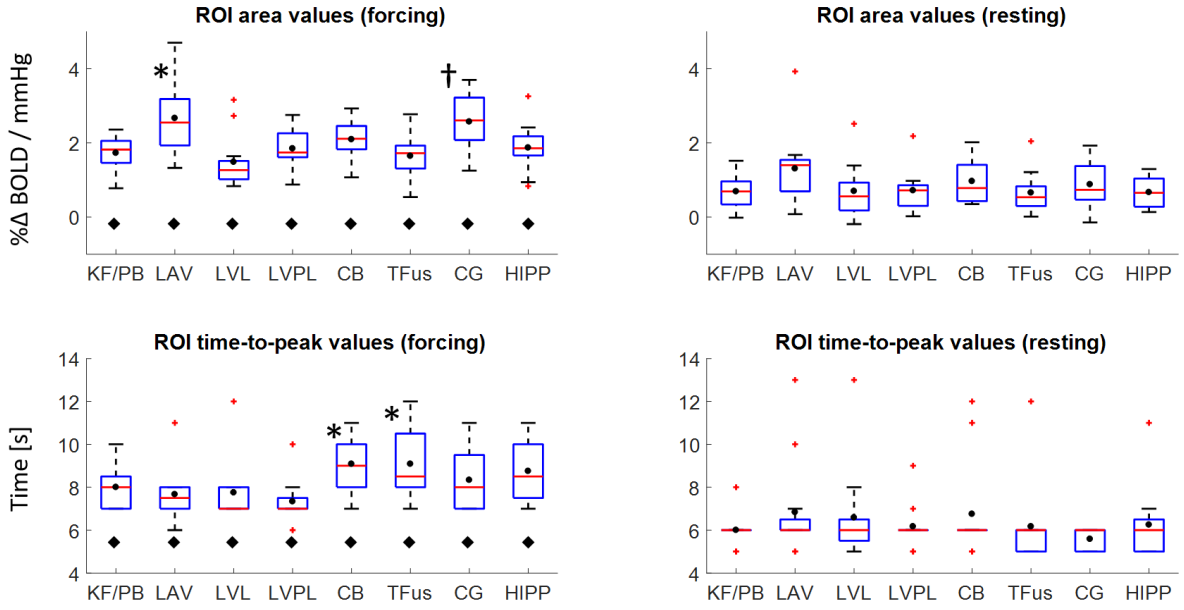 ROI area values (forcing)
%Δ BOLD / mmHg
4
2
0
*
†
KF/PB LAV LVL LVPL CB TFus CG HIPP
ROI area values (resting)
4
2
0
KF/PB LAV LVL LVPL CB TFus CG HIPP
ROI time-to-peak values (forcing)
Time [s]
14
12
10
8
6
4
*
*
KF/PB LAV LVL LVPL CB TFus CG HIPP
ROI time-to-peak values (resting)
14
12
10
8
6
4
KF/PB LAV LVL LVPL CB TFus CG HIPP